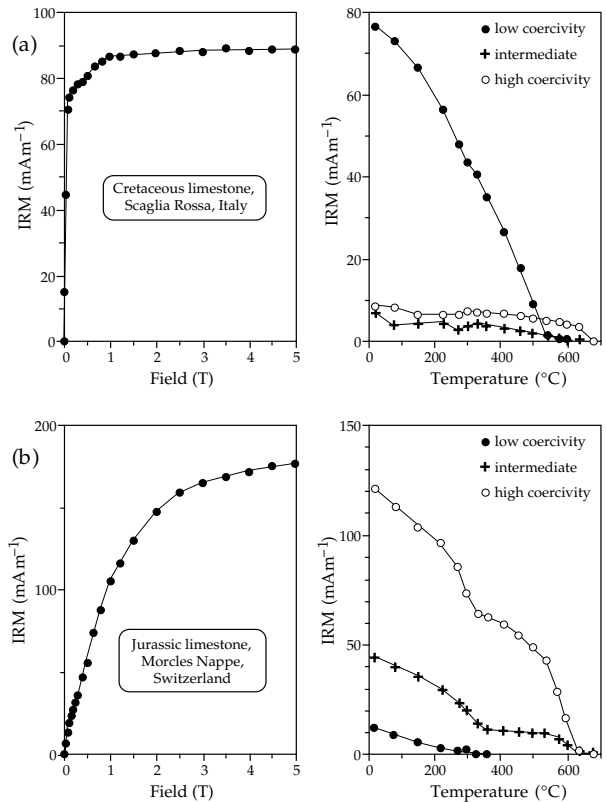 (a)
100
80
60
40
20
0
IRM (mAm−1)
0
1
2
3
4
5
Field (T)
Cretaceous limestone,
Scaglia Rossa, Italy
80
60
40
20
0
IRM (mAm−1)
0
200
400
600
Temperature (°C)
low coercivity
intermediate
high coercivity
(b)
200
100
0
IRM (mAm−1)
0
1
2
3
4
5
Field (T)
Jurassic limestone,
Morcles Nappe,
Switzerland
150
100
50
0
IRM (mAm−1)
0
200
400
600
Temperature (°C)
low coercivity
intermediate
high coercivity